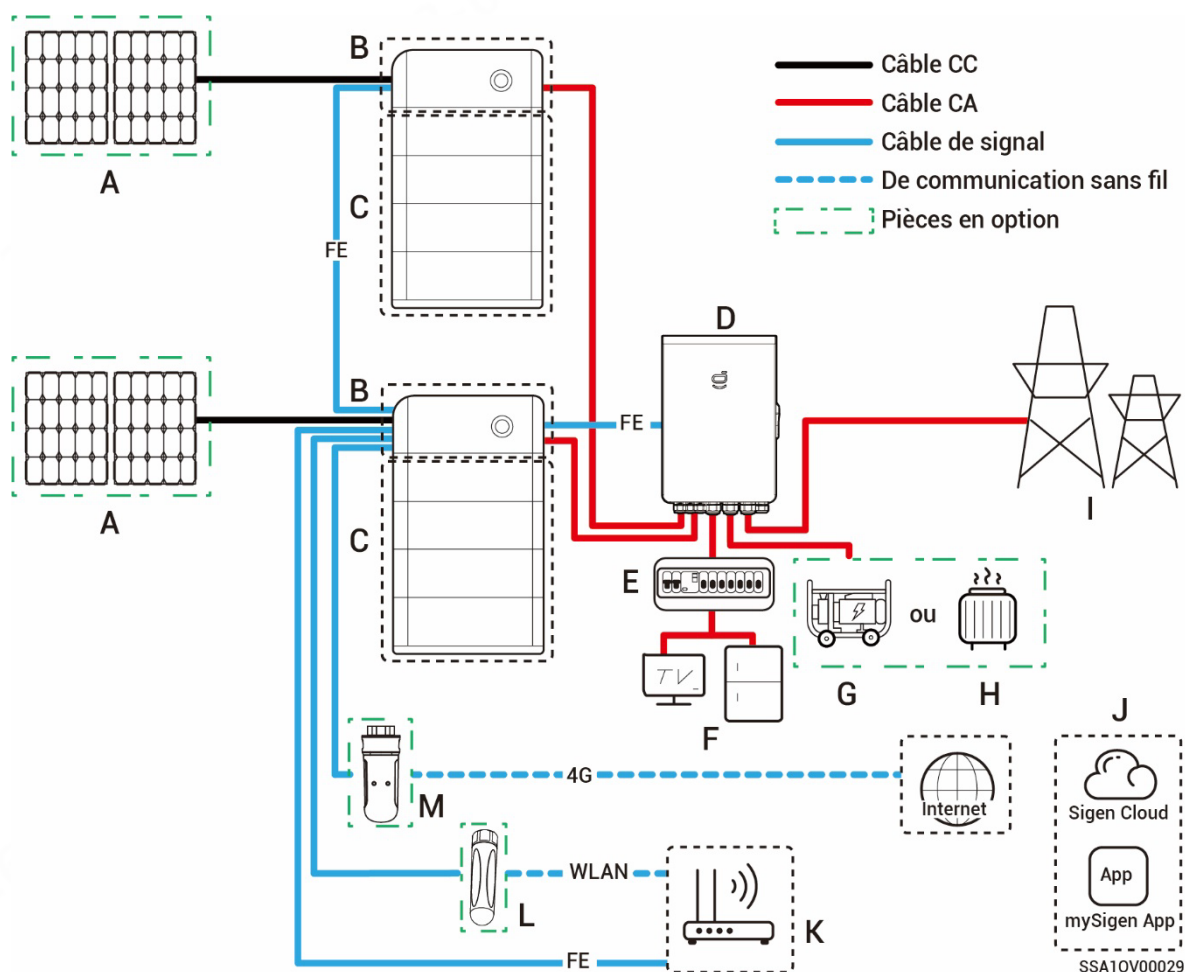 B
Câble CC
Câble CA
Câble de signal
De communication sans fil
Pièces en option
A
C
FE
D
B
FE
A
C
I
E
ou
TV
G
H
F
J
4G
Internet
Sigen Cloud
M
App
WLAN
mySigen App
L
K
FE
SSA1OV00029